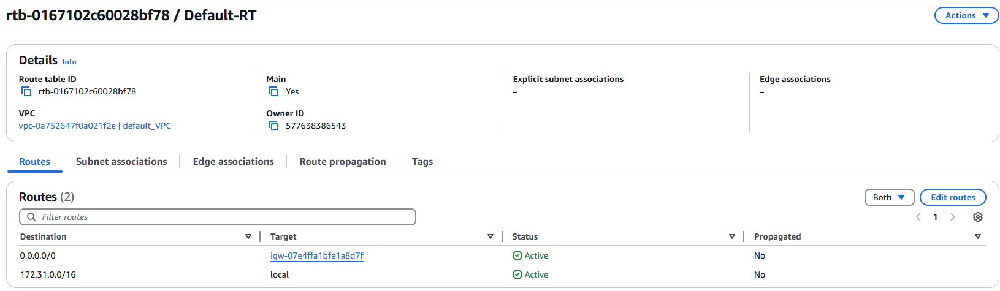 rtb-0167102c60028bf78 / Default-RT
Actions
Details Info
Route table ID
rtb-0167102c60028bf78
Main
Yes
Explicit subnet associations
–
Edge associations
–
VPC
vpc-0a752647f0a021f2e | default_VPC
Owner ID
577638386543
Routes Subnet associations Edge associations Route propagation Tags
Routes (2)
Both
Edit routes
Filter routes
1
Destination Target Status Propagated
0.0.0.0/0 igw-07e4ffa1bfe1a8d7f Active No
172.31.0.0/16 local Active No